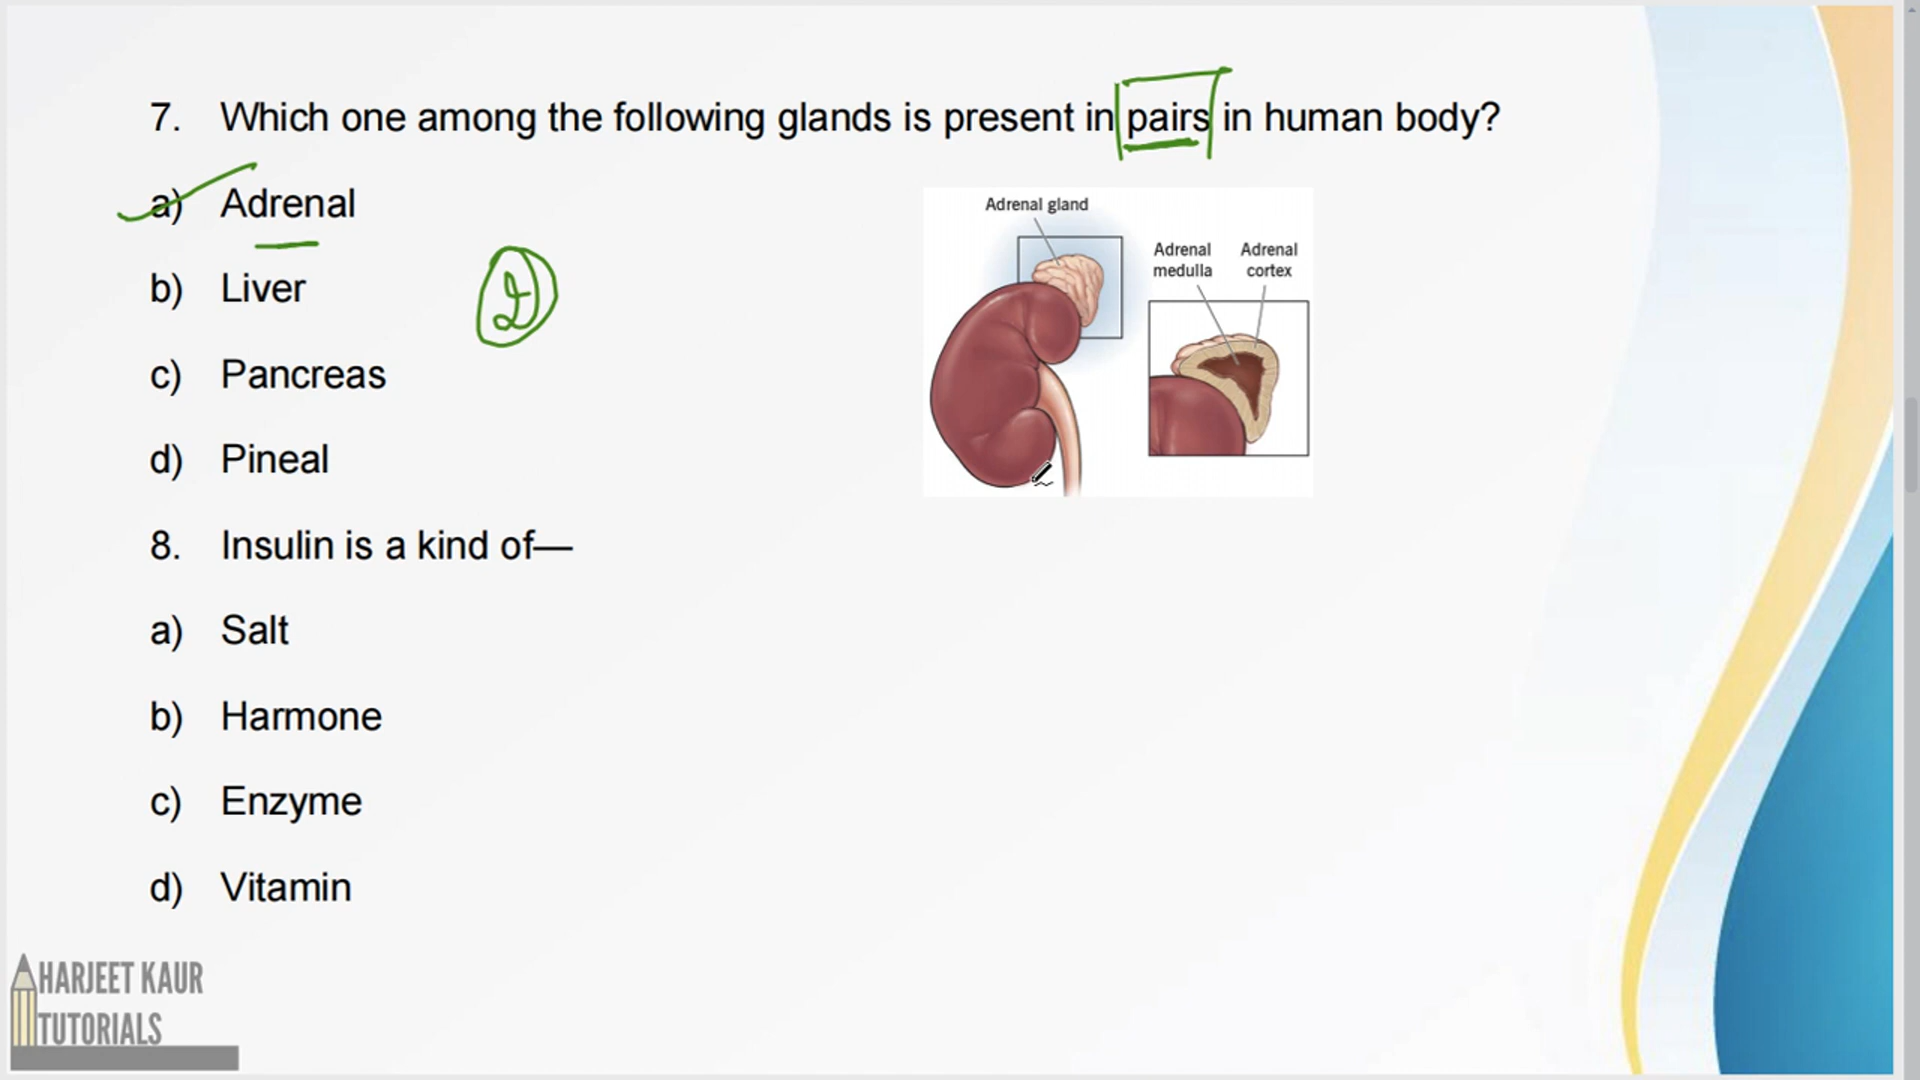 7. Which one among the following glands is present in pairs in human body?
a) Adrenal
b) Liver
2
c) Pancreas
d) Pineal
Adrenal gland
Adrenal medulla
Adrenal cortex
8. Insulin is a kind of—
a) Salt
b) Harmone
c) Enzyme
d) Vitamin
HARJEET KAUR
TUTORIALS